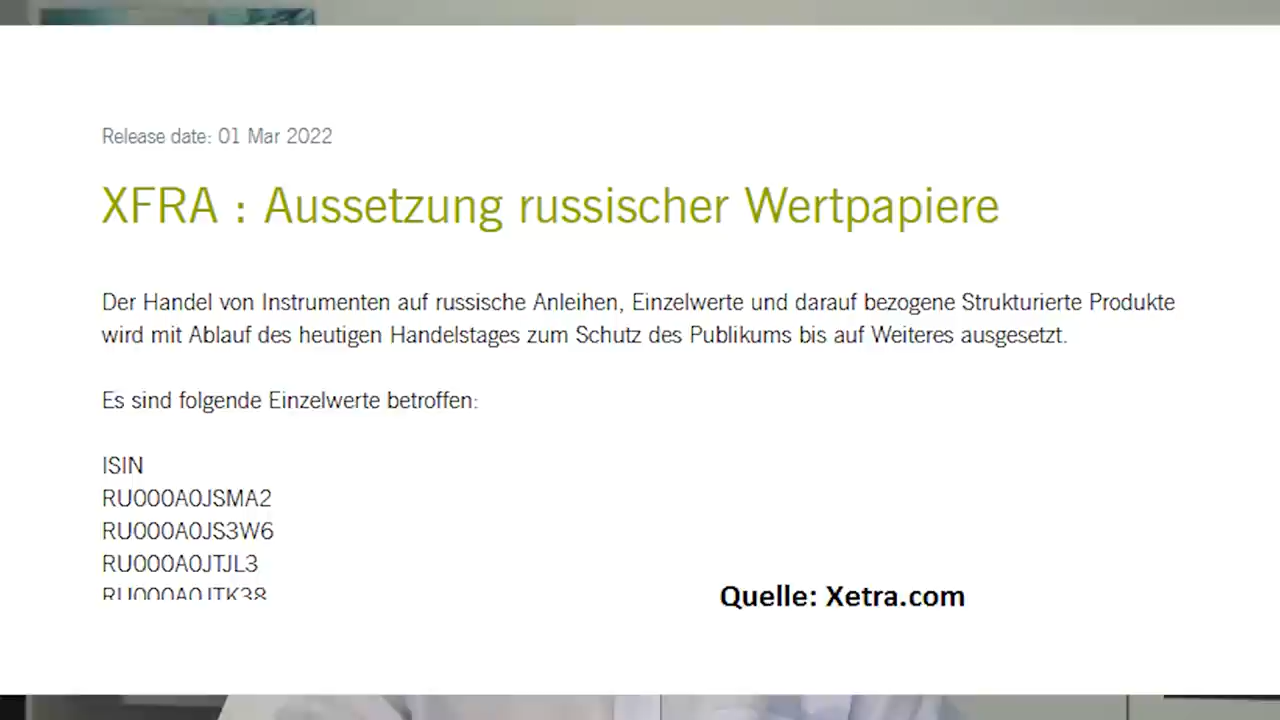 Release date: 01 Mar 2022
XFRA : Aussetzung russischer Wertpapiere
Der Handel von Instrumenten auf russische Anleihen, Einzelwerte und darauf bezogene Strukturierte Produkte
wird mit Ablauf des heutigen Handelstages zum Schutz des Publikums bis auf Weiteres ausgesetzt.
Es sind folgende Einzelwerte betroffen:
ISIN
RU000A0JSMA2
RU000A0JS3W6
RU000A0JTJL3
RU000A0JTK38
Quelle: Xetra.com